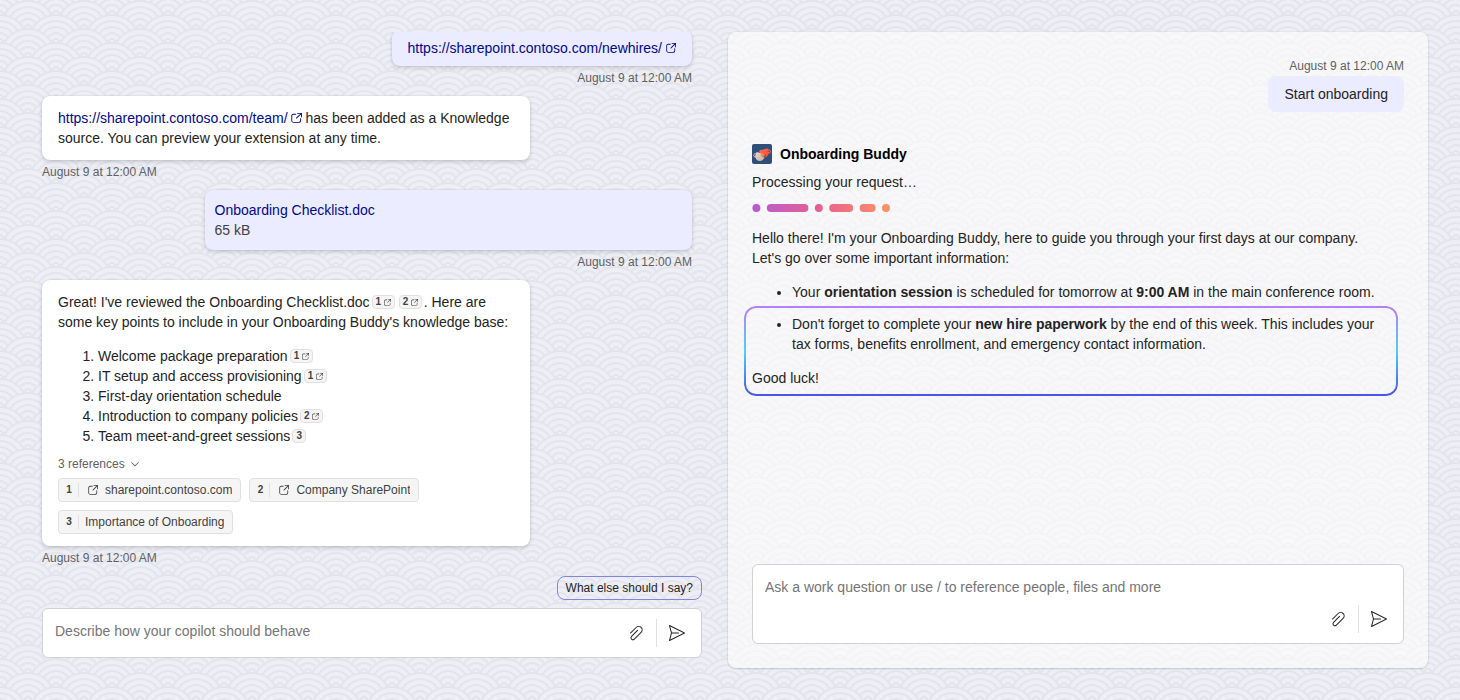 https://sharepoint.contoso.com/newhires/
August 9 at 12:00 AM
https://sharepoint.contoso.com/team/ has been added as a Knowledge
source. You can preview your extension at any time.
August 9 at 12:00 AM
Onboarding Checklist.doc
65 kB
August 9 at 12:00 AM
Great! I've reviewed the Onboarding Checklist.doc 1 2 . Here are
some key points to include in your Onboarding Buddy's knowledge base:
1. Welcome package preparation 1
2. IT setup and access provisioning 1
3. First-day orientation schedule
4. Introduction to company policies 2
5. Team meet-and-greet sessions 3
3 references
1 sharepoint.contoso.com 2 Company SharePoint
3 Importance of Onboarding
August 9 at 12:00 AM
What else should I say?
Describe how your copilot should behave
August 9 at 12:00 AM
Start onboarding
Onboarding Buddy
Processing your request…
Hello there! I'm your Onboarding Buddy, here to guide you through your first days at our company.
Let's go over some important information:
• Your orientation session is scheduled for tomorrow at 9:00 AM in the main conference room.
• Don't forget to complete your new hire paperwork by the end of this week. This includes your
tax forms, benefits enrollment, and emergency contact information.
Good luck!
Ask a work question or use / to reference people, files and more